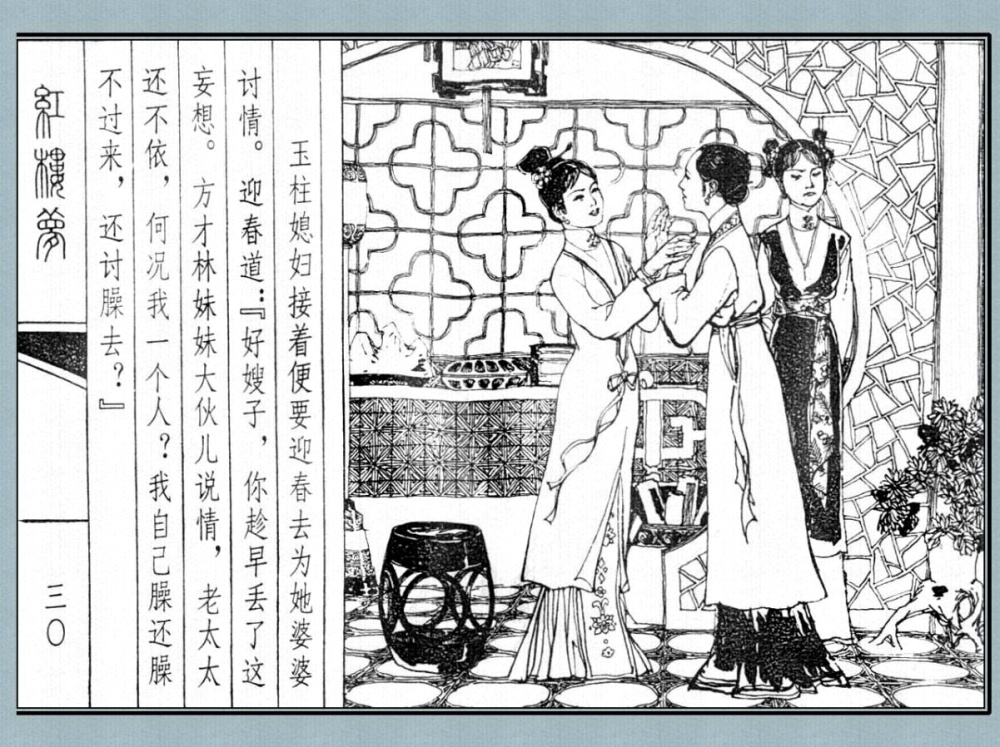 玉柱媳妇接着便要迎春去为她婆婆
讨情。迎春道：『好嫂子，你趁早丢了这
妄想。方才林妹妹大伙儿说情，老太太
还不依，何况我一个人？我自己臊还臊
不过来，还讨臊去？』
紅樓夢
三〇